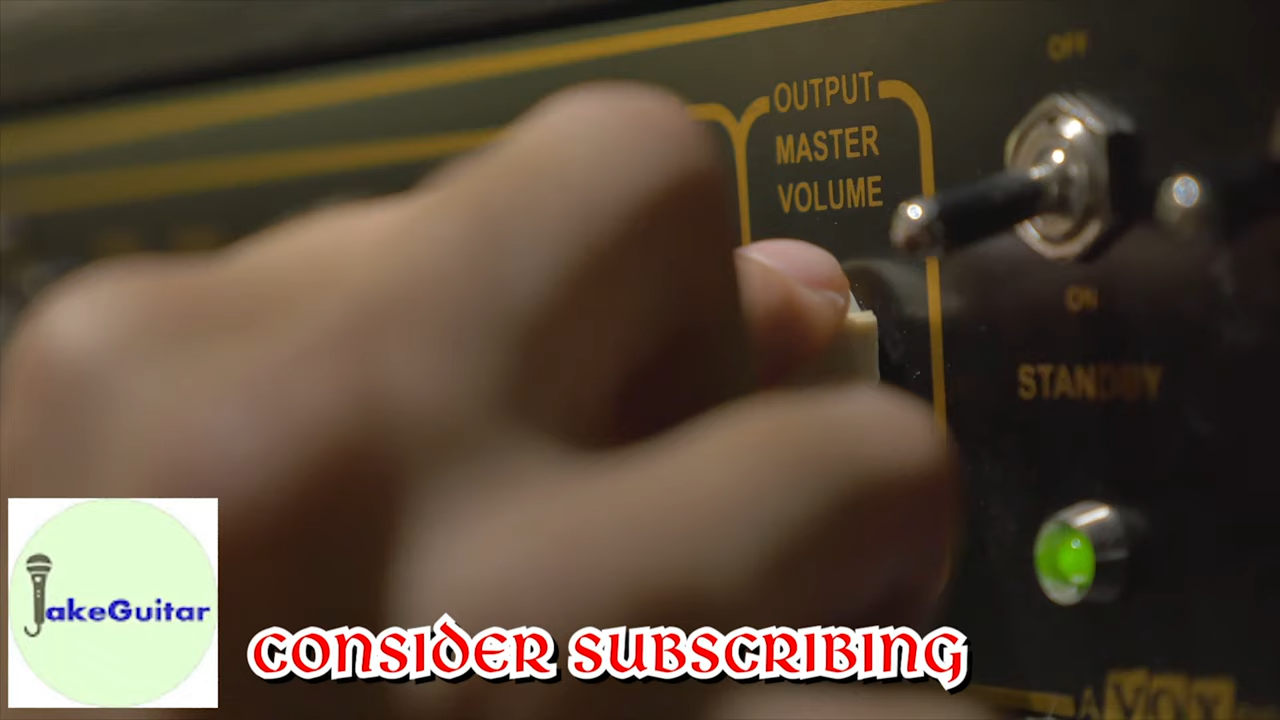 OUTPUT
MASTER
VOLUME
OFF
ON
STANDBY
JakeGuitar
CONSIDER SUBSCRIBING